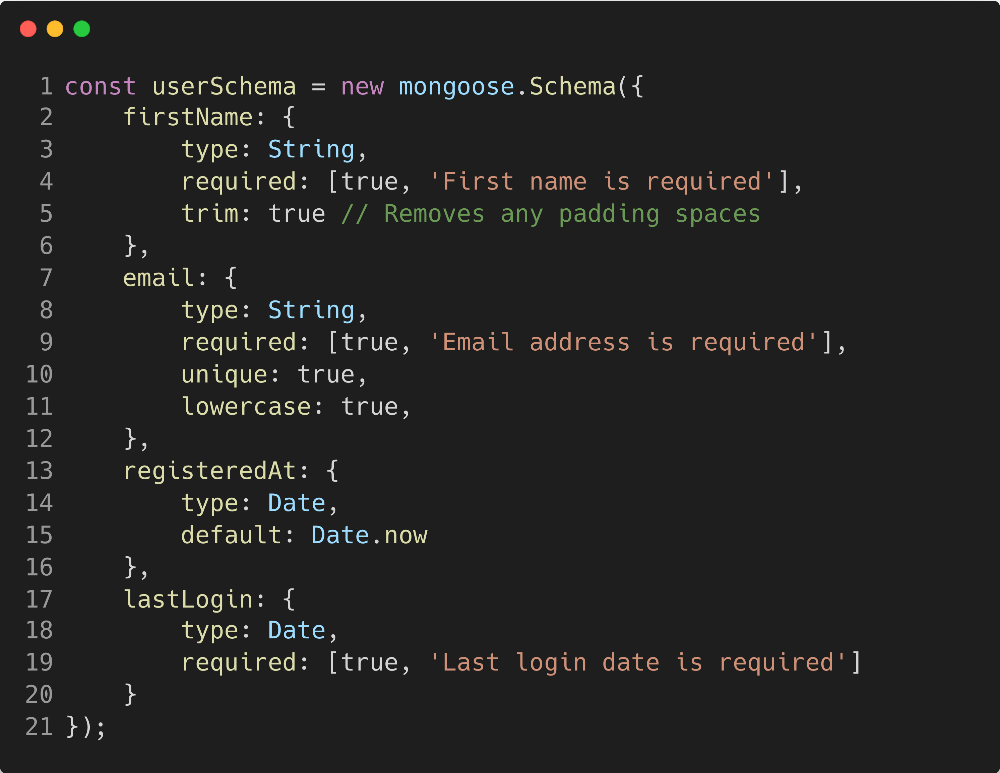 1 const userSchema = new mongoose.Schema({
2     firstName: {
3         type: String,
4         required: [true, 'First name is required'],
5         trim: true // Removes any padding spaces
6     },
7     email: {
8         type: String,
9         required: [true, 'Email address is required'],
10         unique: true,
11         lowercase: true,
12     },
13     registeredAt: {
14         type: Date,
15         default: Date.now
16     },
17     lastLogin: {
18         type: Date,
19         required: [true, 'Last login date is required']
20     }
21 });